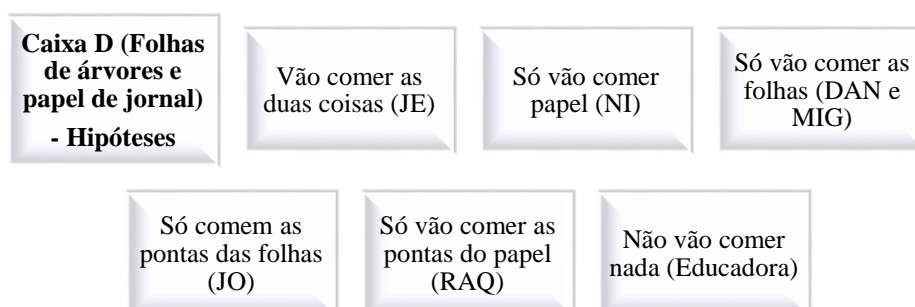 Caixa D (Folhas
de árvores e
papel de jornal)
- Hipóteses
Vão comer as
duas coisas (JE)
Só vão comer
papel (NI)
Só vão comer as
folhas (DAN e
MIG)
Só comem as
pontas das folhas
(JO)
Só vão comer as
pontas do papel
(RAQ)
Não vão comer
nada (Educadora)